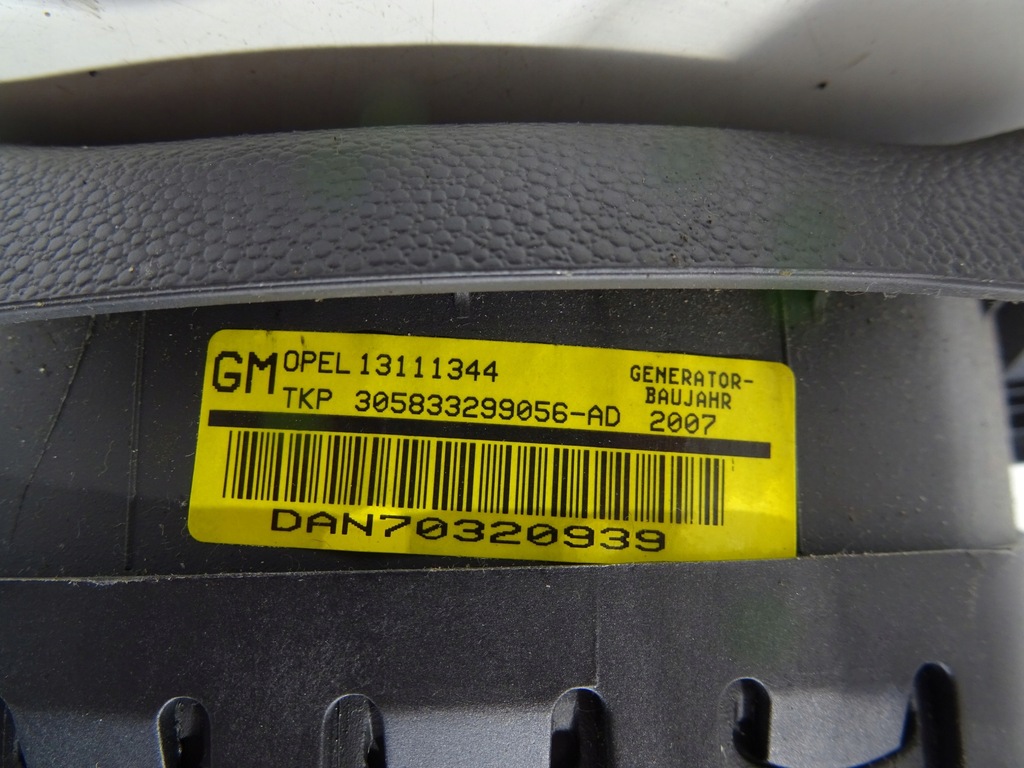 GM OPEL 13111344
TKP 305833299056-AD
GENERATOR-
BAUJAHR
2007
DAN70320939